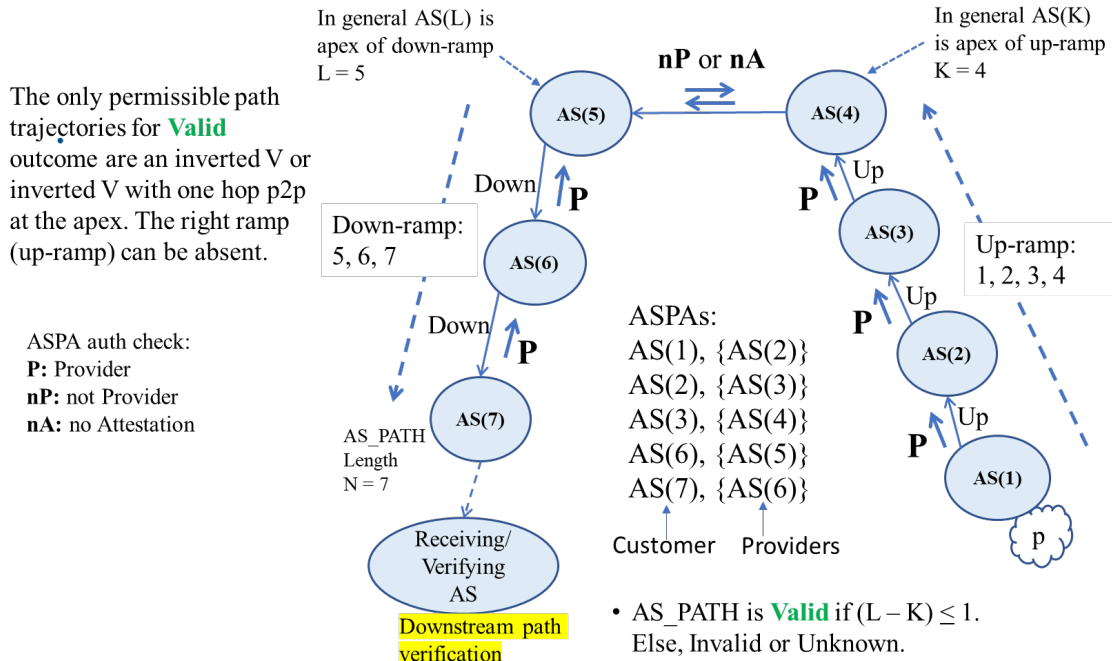 In general AS(L) is
apex of down-ramp
L = 5
In general AS(K)
is apex of up-ramp
K = 4
nP or nA
The only permissible path
trajectories for Valid
outcome are an inverted V or
inverted V with one hop p2p
at the apex. The right ramp
(up-ramp) can be absent.
AS(5)
AS(4)
Down
P
Up
P
Down-ramp:
5, 6, 7
AS(6)
AS(3)
Up-ramp:
1, 2, 3, 4
Down
P
Up
P
ASPA auth check:
P: Provider
nP: not Provider
nA: no Attestation
ASPAs:
AS(1), {AS(2)}
AS(2), {AS(3)}
AS(3), {AS(4)}
AS(6), {AS(5)}
AS(7), {AS(6)}
Customer Providers
AS(2)
AS(7)
Up
P
AS_PATH
Length
N = 7
AS(1)
p
Receiving/
Verifying
AS
Downstream path
verification
• AS_PATH is Valid if (L – K) ≤ 1.
Else, Invalid or Unknown.